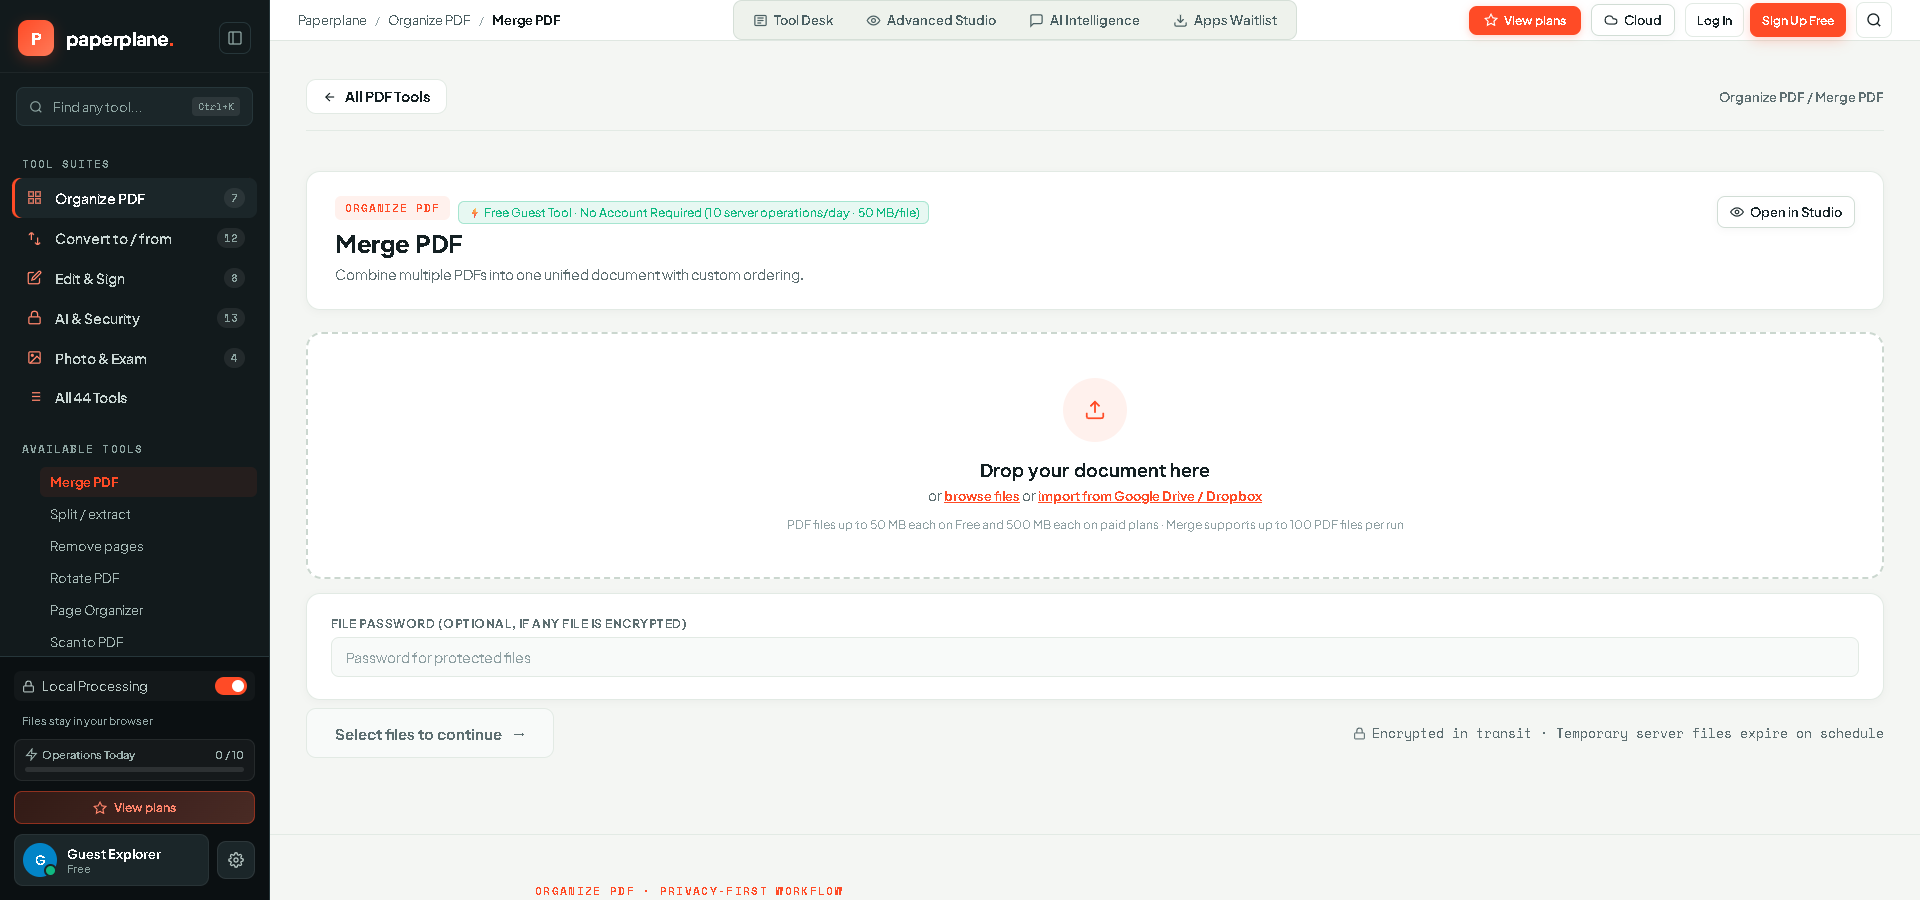 P paperplane.
Find any tool... Ctrl+K
TOOL SUITES
Organize PDF 7
Convert to / from 12
Edit & Sign 8
AI & Security 13
Photo & Exam 4
All 44 Tools
AVAILABLE TOOLS
Merge PDF
Split / extract
Remove pages
Rotate PDF
Page Organizer
Scan to PDF
Local Processing
Files stay in your browser
Operations Today 0 / 10
View plans
G Guest Explorer
Free
Paperplane / Organize PDF / Merge PDF
Tool Desk Advanced Studio AI Intelligence Apps Waitlist
View plans Cloud Log In Sign Up Free
← All PDF Tools
Organize PDF / Merge PDF
ORGANIZE PDF Free Guest Tool · No Account Required (10 server operations/day · 50 MB/file)
Open in Studio
Merge PDF
Combine multiple PDFs into one unified document with custom ordering.
Drop your document here
or browse files or import from Google Drive / Dropbox
PDF files up to 50 MB each on Free and 500 MB each on paid plans · Merge supports up to 100 PDF files per run
FILE PASSWORD (OPTIONAL, IF ANY FILE IS ENCRYPTED)
Password for protected files
Select files to continue →
Encrypted in transit · Temporary server files expire on schedule
ORGANIZE PDF · PRIVACY-FIRST WORKFLOW